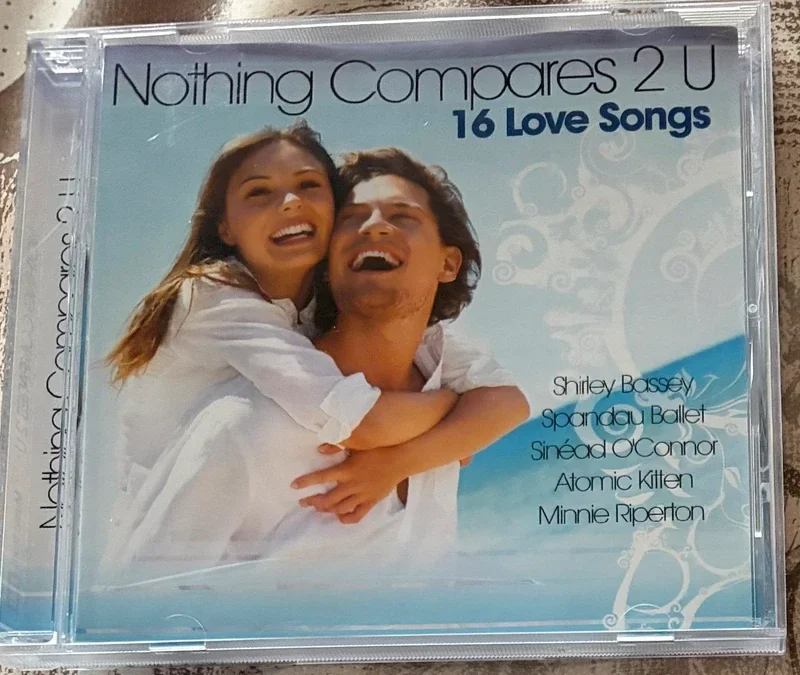 Nothing Compares 2 U
16 Love Songs
Shirley Bassey
Spandau Ballet
Sinéad O'Connor
Atomic Kitten
Minnie Riperton
Nothing Compares 2 U